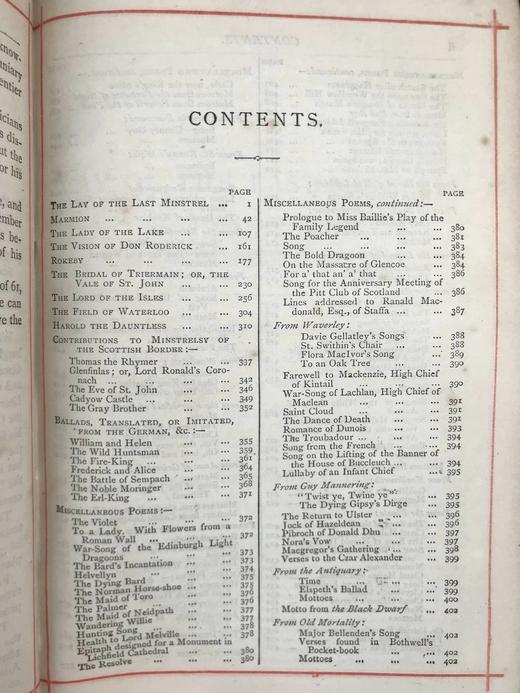 know-
uniary
entier
icians
s dis-
ut the
or his
, and
ember
s be-
of his
of 61,
e can
re the
CONTENTS.
PAGE
THE LAY OF THE LAST MINSTREL ... 1
MARMION ... ... ... ... 42
THE LADY OF THE LAKE ... ... 107
THE VISION OF DON RODERICK ... 161
ROKEBY ... ... ... ... 177
THE BRIDAL OF TRIERMAIN; OR, THE
VALE OF ST. JOHN ... ... 230
THE LORD OF THE ISLES ... ... 256
THE FIELD OF WATERLOO ... ... 304
HAROLD THE DAUNTLESS ... ... 310
CONTRIBUTIONS TO MINSTRELSY OF
THE SCOTTISH BORDER:—
Thomas the Rhymer ... ... 337
Glenfinlas; or, Lord Ronald's Coro-
nach ... ... ... ... 342
The Eve of St. John ... ... 346
Cadyow Castle ... ... ... 349
The Gray Brother ... ... 352
BALLADS, TRANSLATED, OR IMITATED,
FROM THE GERMAN, &c.:—
William and Helen ... ... 355
The Wild Huntsman ... ... 359
The Fire-King ... ... ... 361
Frederick and Alice ... ... 364
The Battle of Sempach ... ... 365
The Noble Moringer ... ... 368
The Erl-King ... ... ... 371
MISCELLANEOUS POEMS:—
The Violet ... ... ... 372
To a Lady. With Flowers from a
Roman Wall ... ... ... 372
War-Song of the Edinburgh Light
Dragoons ... ... ... 373
The Bard's Incantation ... ... 373
Helvellyn ... ... ... 374
The Dying Bard ... ... 375
The Norman Horse-shoe ... ... 375
The Maid of Toro ... ... 376
The Palmer ... ... ... 376
The Maid of Neidpath ... ... 377
Wandering Willie ... ... 377
Hunting Song ... ... ... 378
Health to Lord Melville ... ... 378
Epitaph designed for a Monument in
Lichfield Cathedral ... ... 380
The Resolve ... ... ... 380
PAGE
MISCELLANEOUS POEMS, continued:—
Prologue to Miss Baillie's Play of the
Family Legend ... ... 380
The Poacher ... ... ... 381
Song ... ... ... ... 383
The Bold Dragoon ... ... 384
On the Massacre of Glencoe ... 384
For a' that an' a' that ... ... 386
Song for the Anniversary Meeting of
the Pitt Club of Scotland ... 386
Lines addressed to Ranald Mac-
donald, Esq., of Staffa ... ... 387
From Waverley:
Davie Gellatley's Songs ... 388
St. Swithin's Chair ... ... 388
Flora MacIvor's Song ... 389
To an Oak Tree ... ... 390
Farewell to Mackenzie, High Chief
of Kintail ... ... ... 390
War-Song of Lachlan, High Chief of
Maclean ... ... ... 391
Saint Cloud ... ... ... 391
The Dance of Death ... ... 391
Romance of Dunois ... ... 393
The Troubadour ... ... ... 394
Song from the French ... ... 394
Song on the Lifting of the Banner of
the House of Buccleuch ... ... 394
Lullaby of an Infant Chief ... 395
From Guy Mannering:
"Twist ye, Twine ye" ... 395
The Dying Gipsy's Dirge ... 395
The Return to Ulster ... ... 396
Jock of Hazeldean ... ... 396
Pibroch of Donald Dhu ... ... 397
Nora's Vow ... ... ... 397
Macgregor's Gathering ... ... 398
Verses to the Czar Alexander ... 399
From the Antiquary:
Time ... ... ... ... 399
Elspeth's Ballad ... ... 399
Mottoes ... ... ... 400
Motto from the Black Dwarf ... 402
From Old Mortality:
Major Bellenden's Song ... 402
Verses found in Bothwell's
Pocket-book ... ... ... 402
Mottoes ... ... ... 402